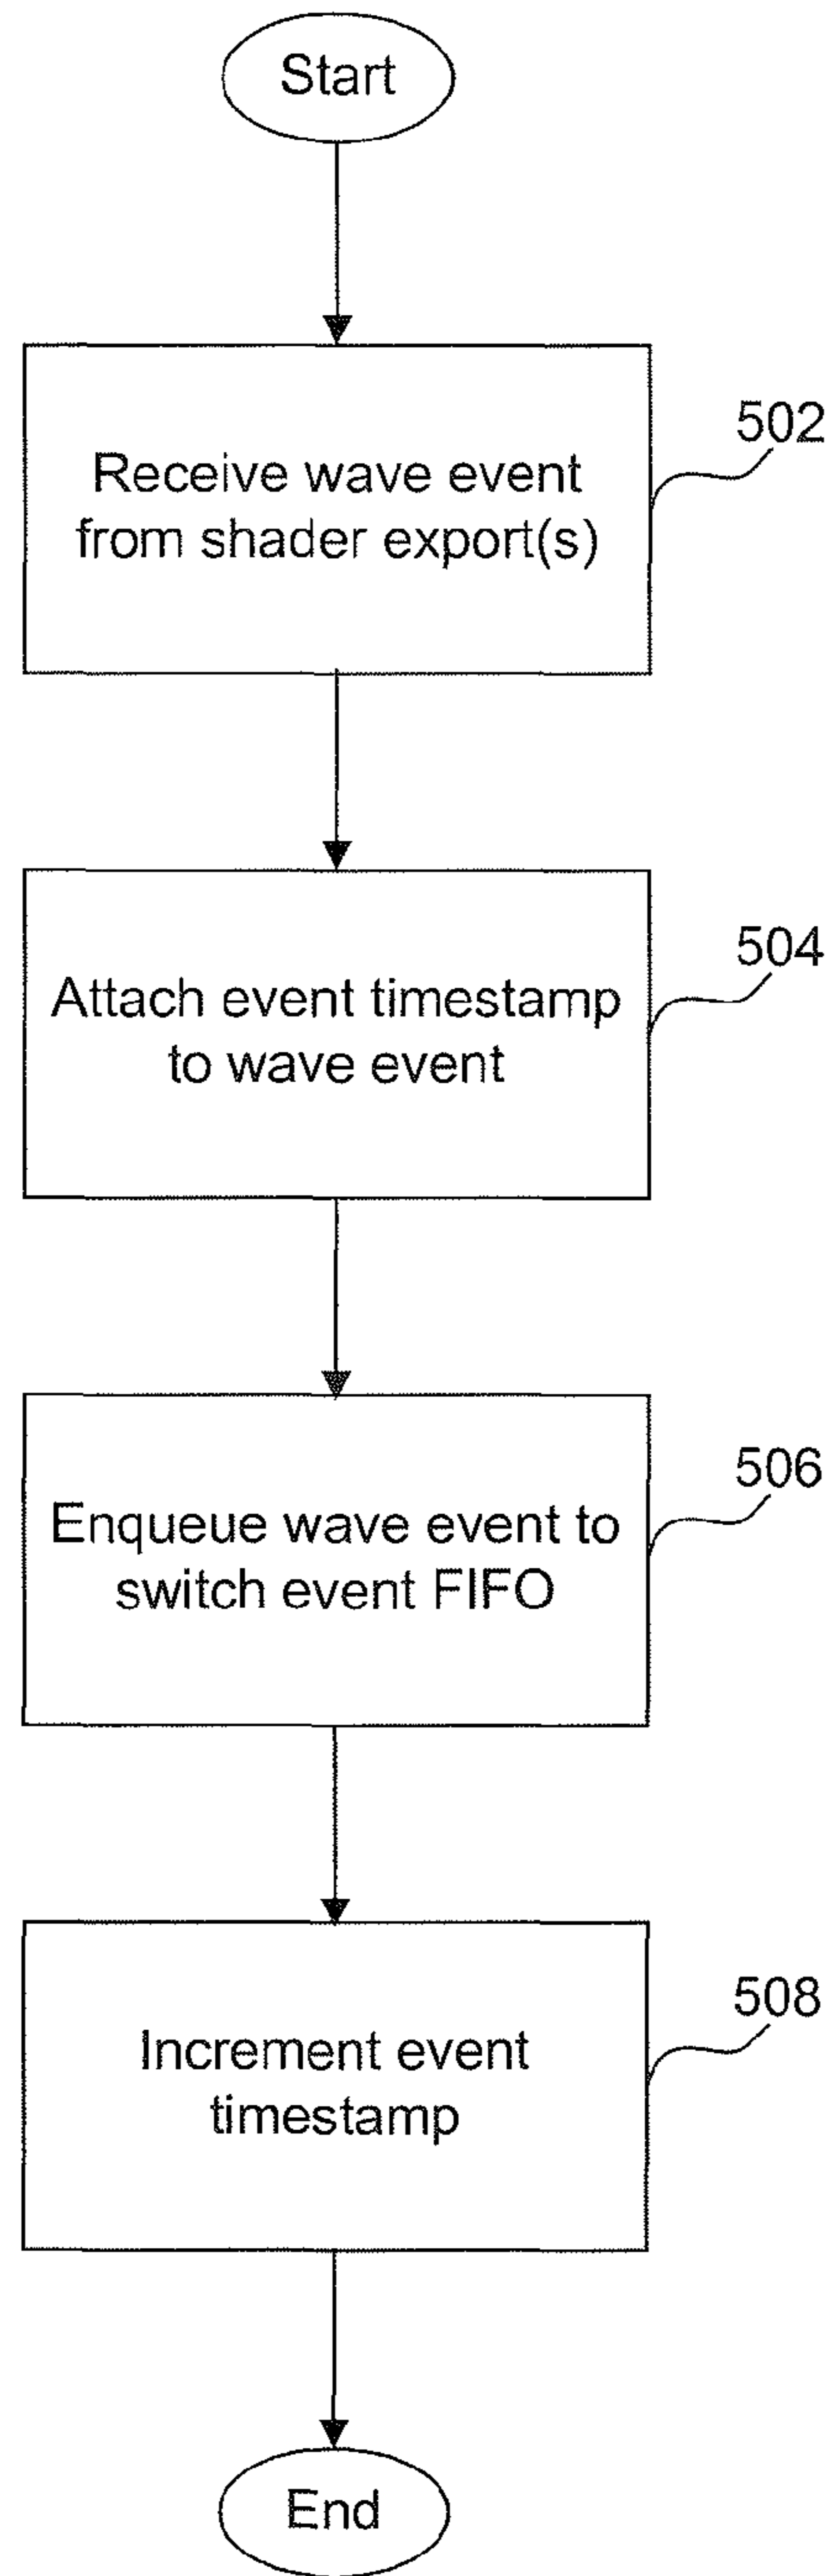 Start
502
Receive wave event
from shader export(s)
504
Attach event timestamp
to wave event
506
Enqueue wave event to
switch event FIFO
508
Increment event
timestamp
End